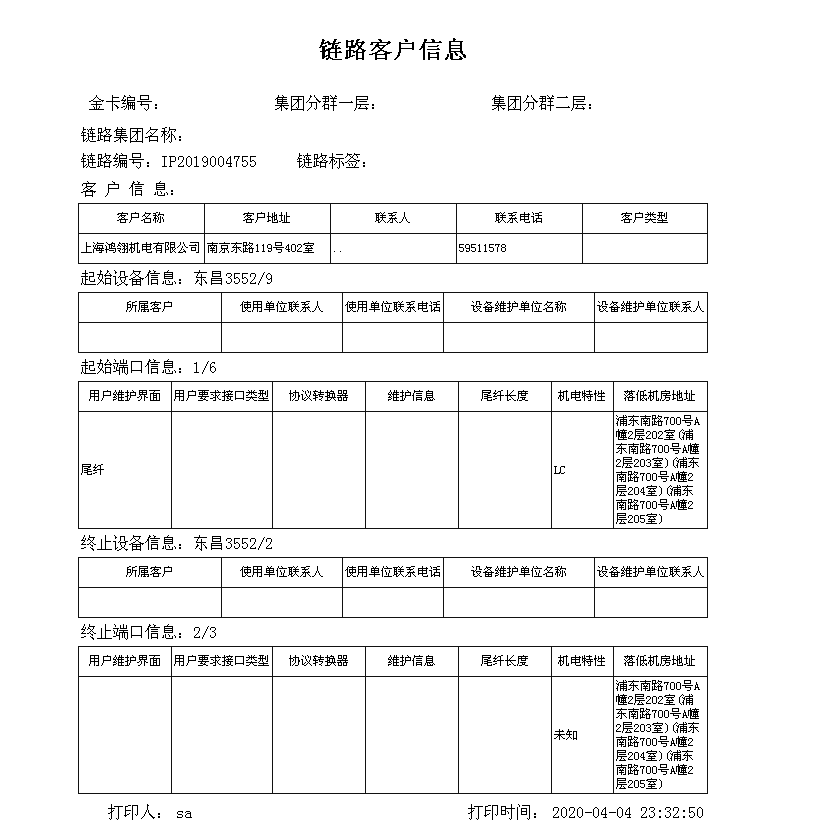 链路客户信息
金卡编号： 集团分群一层： 集团分群二层：
链路集团名称：
链路编号：IP2019004755 链路标签：
客 户 信 息：
客户名称 客户地址 联系人 联系电话 客户类型
上海鸿翎机电有限公司 南京东路119号402室 .. 59511578
起始设备信息：东昌3552/9
所属客户 使用单位联系人 使用单位联系电话 设备维护单位名称 设备维护单位联系人
起始端口信息：1/6
用户维护界面 用户要求接口类型 协议转换器 维护信息 尾纤长度 机电特性 落低机房地址
尾纤 LC
浦东南路700号A
幢2层202室(浦
东南路700号A幢
2层203室)(浦东
南路700号A幢2
层204室)(浦东
南路700号A幢2
层205室)
终止设备信息：东昌3552/2
所属客户 使用单位联系人 使用单位联系电话 设备维护单位名称 设备维护单位联系人
终止端口信息：2/3
用户维护界面 用户要求接口类型 协议转换器 维护信息 尾纤长度 机电特性 落低机房地址
未知
浦东南路700号A
幢2层202室(浦
东南路700号A幢
2层203室)(浦东
南路700号A幢2
层204室)(浦东
南路700号A幢2
层205室)
打印人： sa 打印时间： 2020-04-04 23:32:50